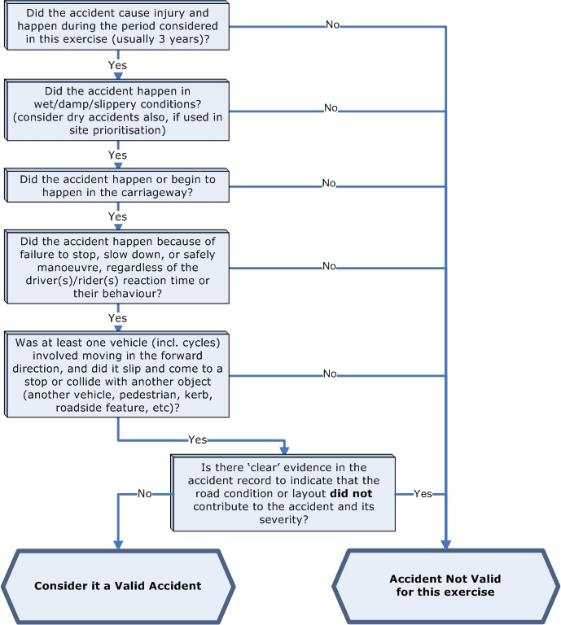 Did the accident cause injury and
happen during the period considered
in this exercise (usually 3 years)?
No
Yes
Did the accident happen in
wet/damp/slippery conditions?
(consider dry accidents also, if used in
site prioritisation)
No
Yes
Did the accident happen or begin to
happen in the carriageway?
No
Yes
Did the accident happen because of
failure to stop, slow down, or safely
manoeuvre, regardless of the
driver(s)/rider(s) reaction time or
their behaviour?
No
Yes
Was at least one vehicle (incl. cycles)
involved moving in the forward
direction, and did it slip and come to a
stop or collide with another object
(another vehicle, pedestrian, kerb,
roadside feature, etc)?
No
Yes
Is there ‘clear’ evidence in the
accident record to indicate that the
road condition or layout did not
contribute to the accident and its
severity?
No
Yes
Consider it a Valid Accident
Accident Not Valid
for this exercise